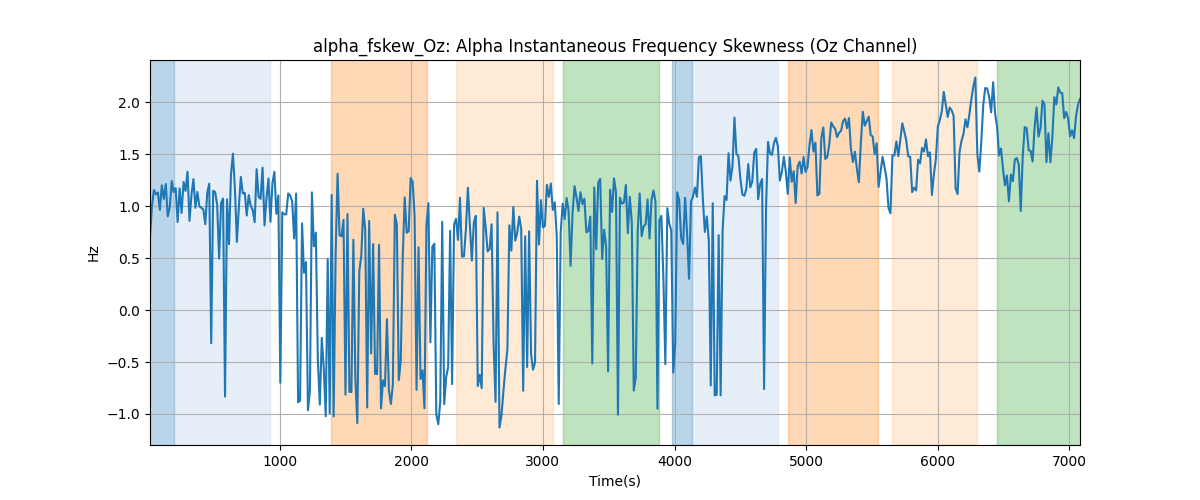 alpha_fskew_Oz: Alpha Instantaneous Frequency Skewness (Oz Channel)
Hz
2.0
1.5
1.0
0.5
0.0
−0.5
−1.0
1000 2000 3000 4000 5000 6000 7000
Time(s)